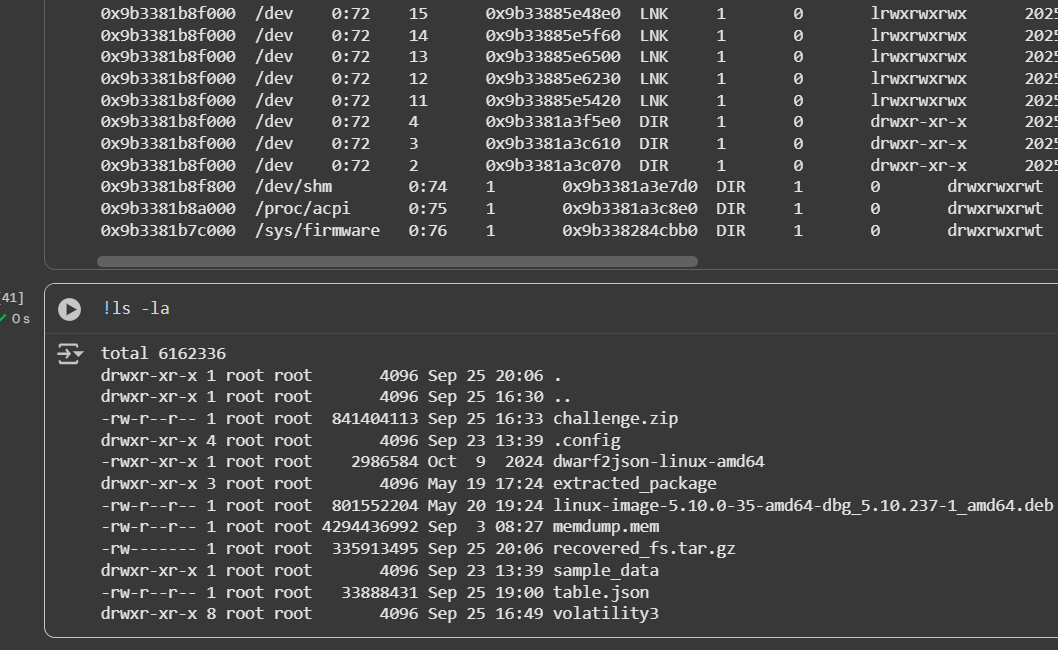 0x9b3381b8f000 /dev 0:72 15 0x9b33885e48e0 LNK 1 0 lrwxrwxrwx 2025
0x9b3381b8f000 /dev 0:72 14 0x9b33885e5f60 LNK 1 0 lrwxrwxrwx 2025
0x9b3381b8f000 /dev 0:72 13 0x9b33885e6500 LNK 1 0 lrwxrwxrwx 2025
0x9b3381b8f000 /dev 0:72 12 0x9b33885e6230 LNK 1 0 lrwxrwxrwx 2025
0x9b3381b8f000 /dev 0:72 11 0x9b33885e5420 LNK 1 0 lrwxrwxrwx 2025
0x9b3381b8f000 /dev 0:72 4 0x9b3381a3f5e0 DIR 1 0 drwxr-xr-x 2025
0x9b3381b8f000 /dev 0:72 3 0x9b3381a3c610 DIR 1 0 drwxr-xr-x 2025
0x9b3381b8f000 /dev 0:72 2 0x9b3381a3c070 DIR 1 0 drwxr-xr-x 2025
0x9b3381b8f800 /dev/shm 0:74 1 0x9b3381a3e7d0 DIR 1 0 drwxrwxrwt
0x9b3381b8a000 /proc/acpi 0:75 1 0x9b3381a3c8e0 DIR 1 0 drwxrwxrwt
0x9b3381b7c000 /sys/firmware 0:76 1 0x9b338284cbb0 DIR 1 0 drwxrwxrwt
[41]
!ls -la
0 s
total 6162336
drwxr-xr-x 1 root root 4096 Sep 25 20:06 .
drwxr-xr-x 1 root root 4096 Sep 25 16:30 ..
-rw-r--r-- 1 root root 841404113 Sep 25 16:33 challenge.zip
drwxr-xr-x 4 root root 4096 Sep 23 13:39 .config
-rwxr-xr-x 1 root root 2986584 Oct 9 2024 dwarf2json-linux-amd64
drwxr-xr-x 3 root root 4096 May 19 17:24 extracted_package
-rw-r--r-- 1 root root 801552204 May 20 19:24 linux-image-5.10.0-35-amd64-dbg_5.10.237-1_amd64.deb
-rw-r--r-- 1 root root 4294436992 Sep 3 08:27 memdump.mem
-rw------- 1 root root 335913495 Sep 25 20:06 recovered_fs.tar.gz
drwxr-xr-x 1 root root 4096 Sep 23 13:39 sample_data
-rw-r--r-- 1 root root 33888431 Sep 25 19:00 table.json
drwxr-xr-x 8 root root 4096 Sep 25 16:49 volatility3